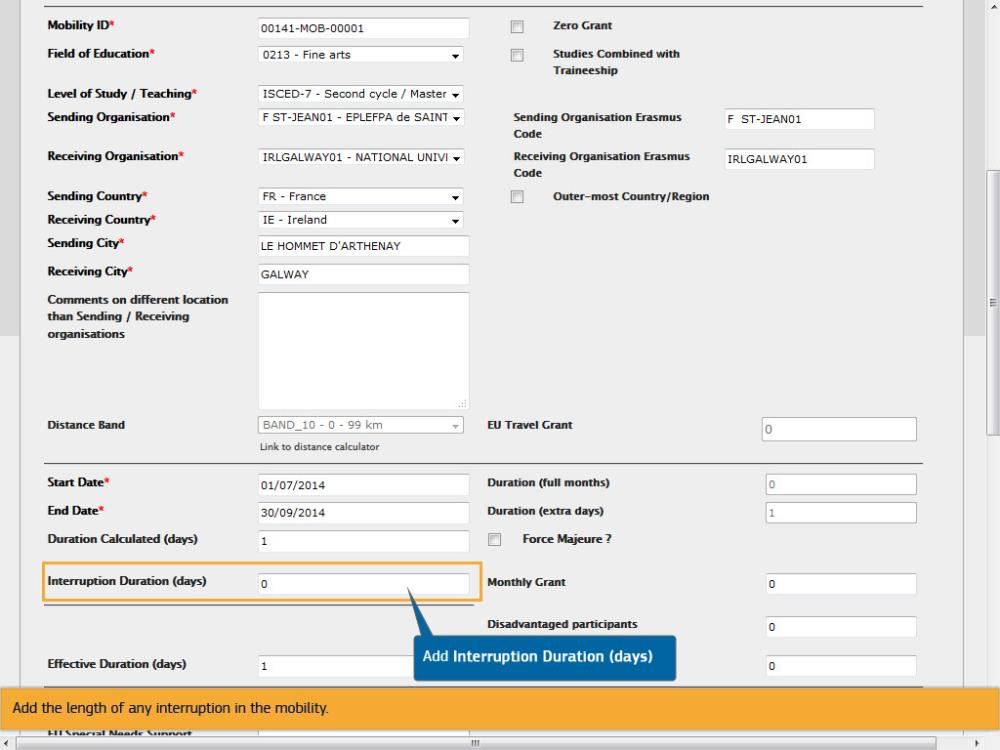 Mobility ID* 00141-MOB-00001 Zero Grant
Field of Education* 0213 - Fine arts Studies Combined with
Traineeship
Level of Study / Teaching* ISCED-7 - Second cycle / Master
Sending Organisation* F ST-JEAN01 - EPLEFPA de SAINT Sending Organisation Erasmus F ST-JEAN01
Code
Receiving Organisation* IRLGALWAY01 - NATIONAL UNIVI Receiving Organisation Erasmus IRLGALWAY01
Code
Sending Country* FR - France Outer-most Country/Region
Receiving Country* IE - Ireland
Sending City* LE HOMMET D'ARTHENAY
Receiving City* GALWAY
Comments on different location
than Sending / Receiving
organisations
Distance Band BAND_10 - 0 - 99 km EU Travel Grant 0
Link to distance calculator
Start Date* 01/07/2014 Duration (full months) 0
End Date* 30/09/2014 Duration (extra days) 1
Duration Calculated (days) 1 Force Majeure ?
Interruption Duration (days) 0 Monthly Grant 0
Disadvantaged participants 0
Add Interruption Duration (days)
Effective Duration (days) 1 0
Add the length of any interruption in the mobility.
EU Special Needs Support